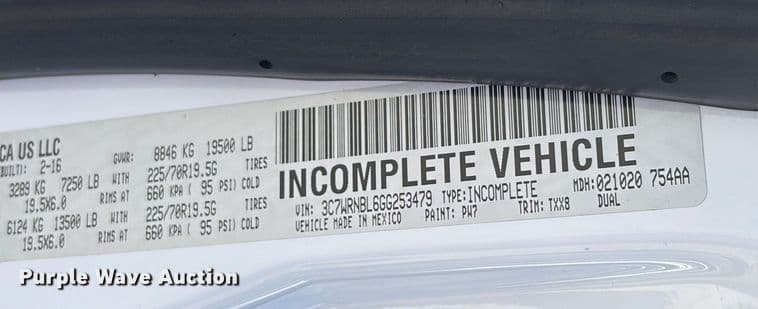 CA US LLC
BUILT): 2-16 GVWR: 8846 KG 19500 LB
3289 KG 7250 LB WITH 225/70R19.5G TIRES
19.5X6.0 RIMS AT 660 KPA ( 95 PSI) COLD
6124 KG 13500 LB WITH 225/70R19.5G TIRES
19.5X6.0 RIMS AT 660 KPA ( 95 PSI) COLD
INCOMPLETE VEHICLE
VIN: 3C7WRNBL6GG253479 TYPE: INCOMPLETE MDH: 021020 754AA
VEHICLE MADE IN MEXICO PAINT: PW7 TRIM: TXX8 DUAL
Purple Wave Auction